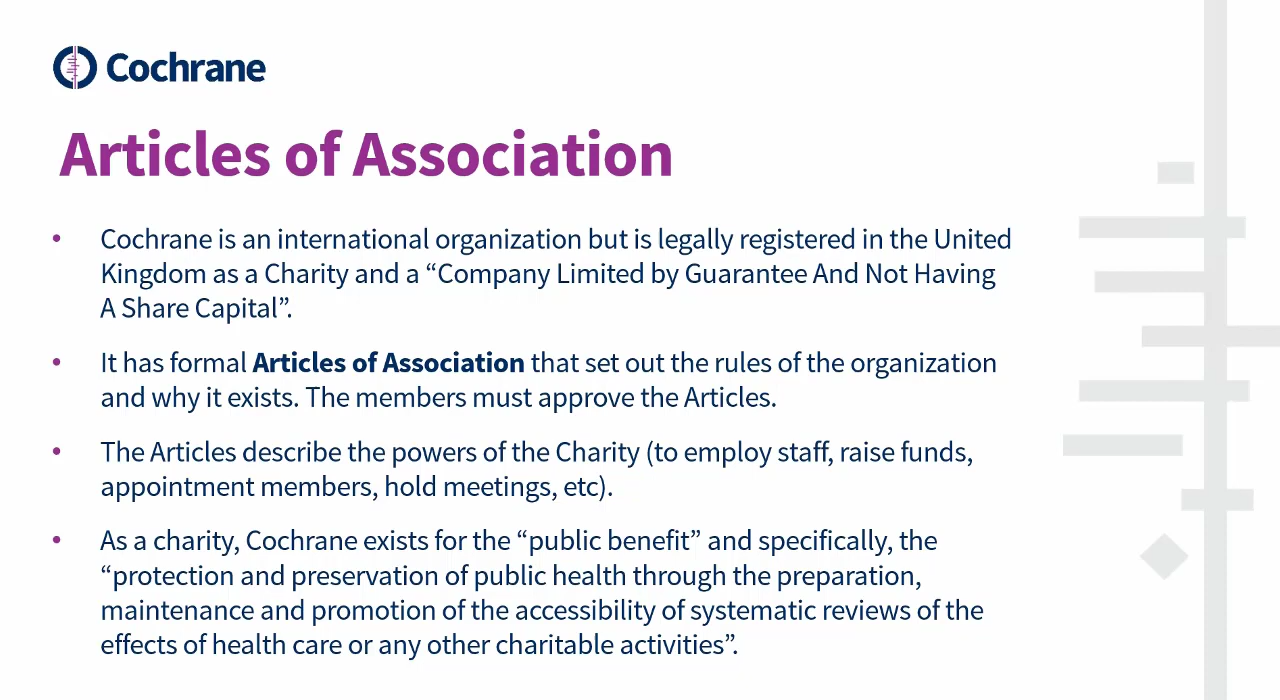 Cochrane
Articles of Association
• Cochrane is an international organization but is legally registered in the United
Kingdom as a Charity and a “Company Limited by Guarantee And Not Having
A Share Capital”.
• It has formal Articles of Association that set out the rules of the organization
and why it exists. The members must approve the Articles.
• The Articles describe the powers of the Charity (to employ staff, raise funds,
appointment members, hold meetings, etc).
• As a charity, Cochrane exists for the “public benefit” and specifically, the
“protection and preservation of public health through the preparation,
maintenance and promotion of the accessibility of systematic reviews of the
effects of health care or any other charitable activities”.